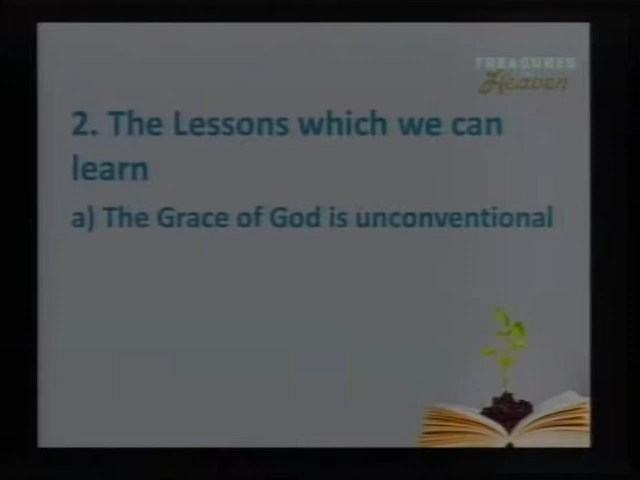 TREASURES
Heaven
2. The Lessons which we can
learn
a) The Grace of God is unconventional